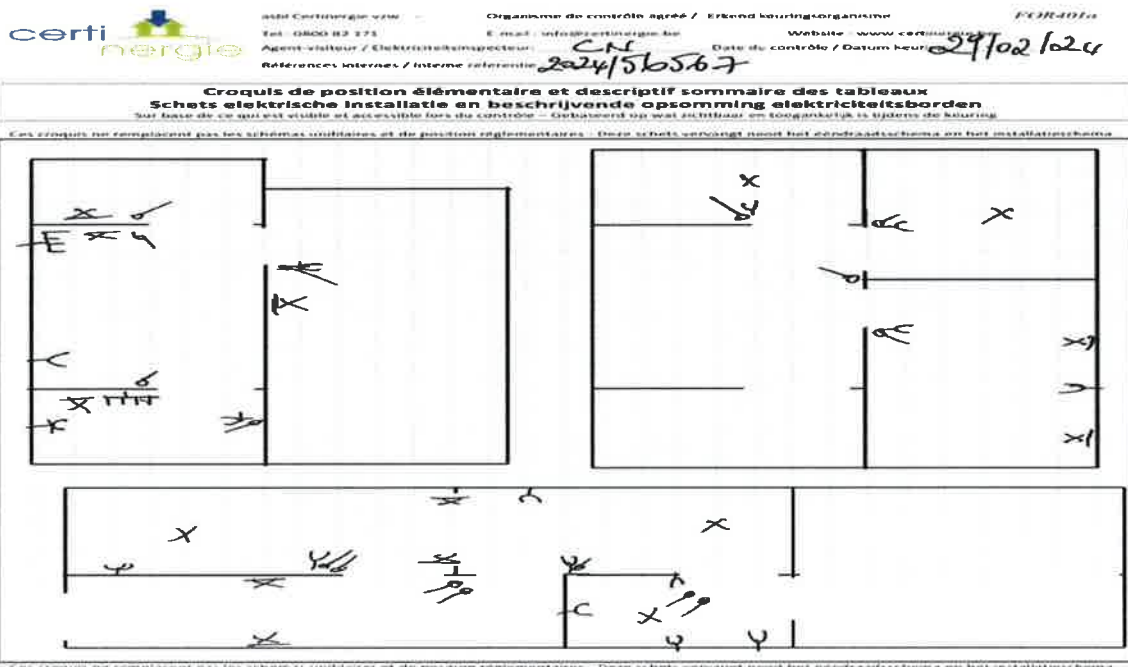 certinergie
asbl Certinergie vzw - Organisme de contrôle agréé / Erkend keuringsorganisme FOR401a
Tel : 0800 82 171 E-mail : info@certinergie.be Website : www
Agent-visiteur / Elektriciteitsinspecteur: CN Date du contrôle / Datum keuring 29/02/24
Références internes / Interne referentie 2024/56567
Croquis de position élémentaire et descriptif sommaire des tableaux
Schets elektrische installatie en beschrijvende opsomming elektriciteitsborden
Sur base de ce qui est visible et accessible lors du contrôle – Gebaseerd op wat zichtbaar en toegankelijk is tijdens de keuring
Ces croquis ne remplacent pas les schémas unifilaires et de position réglementaires - Deze schets vervangt nooit het eendraadsschema en het installatieschema